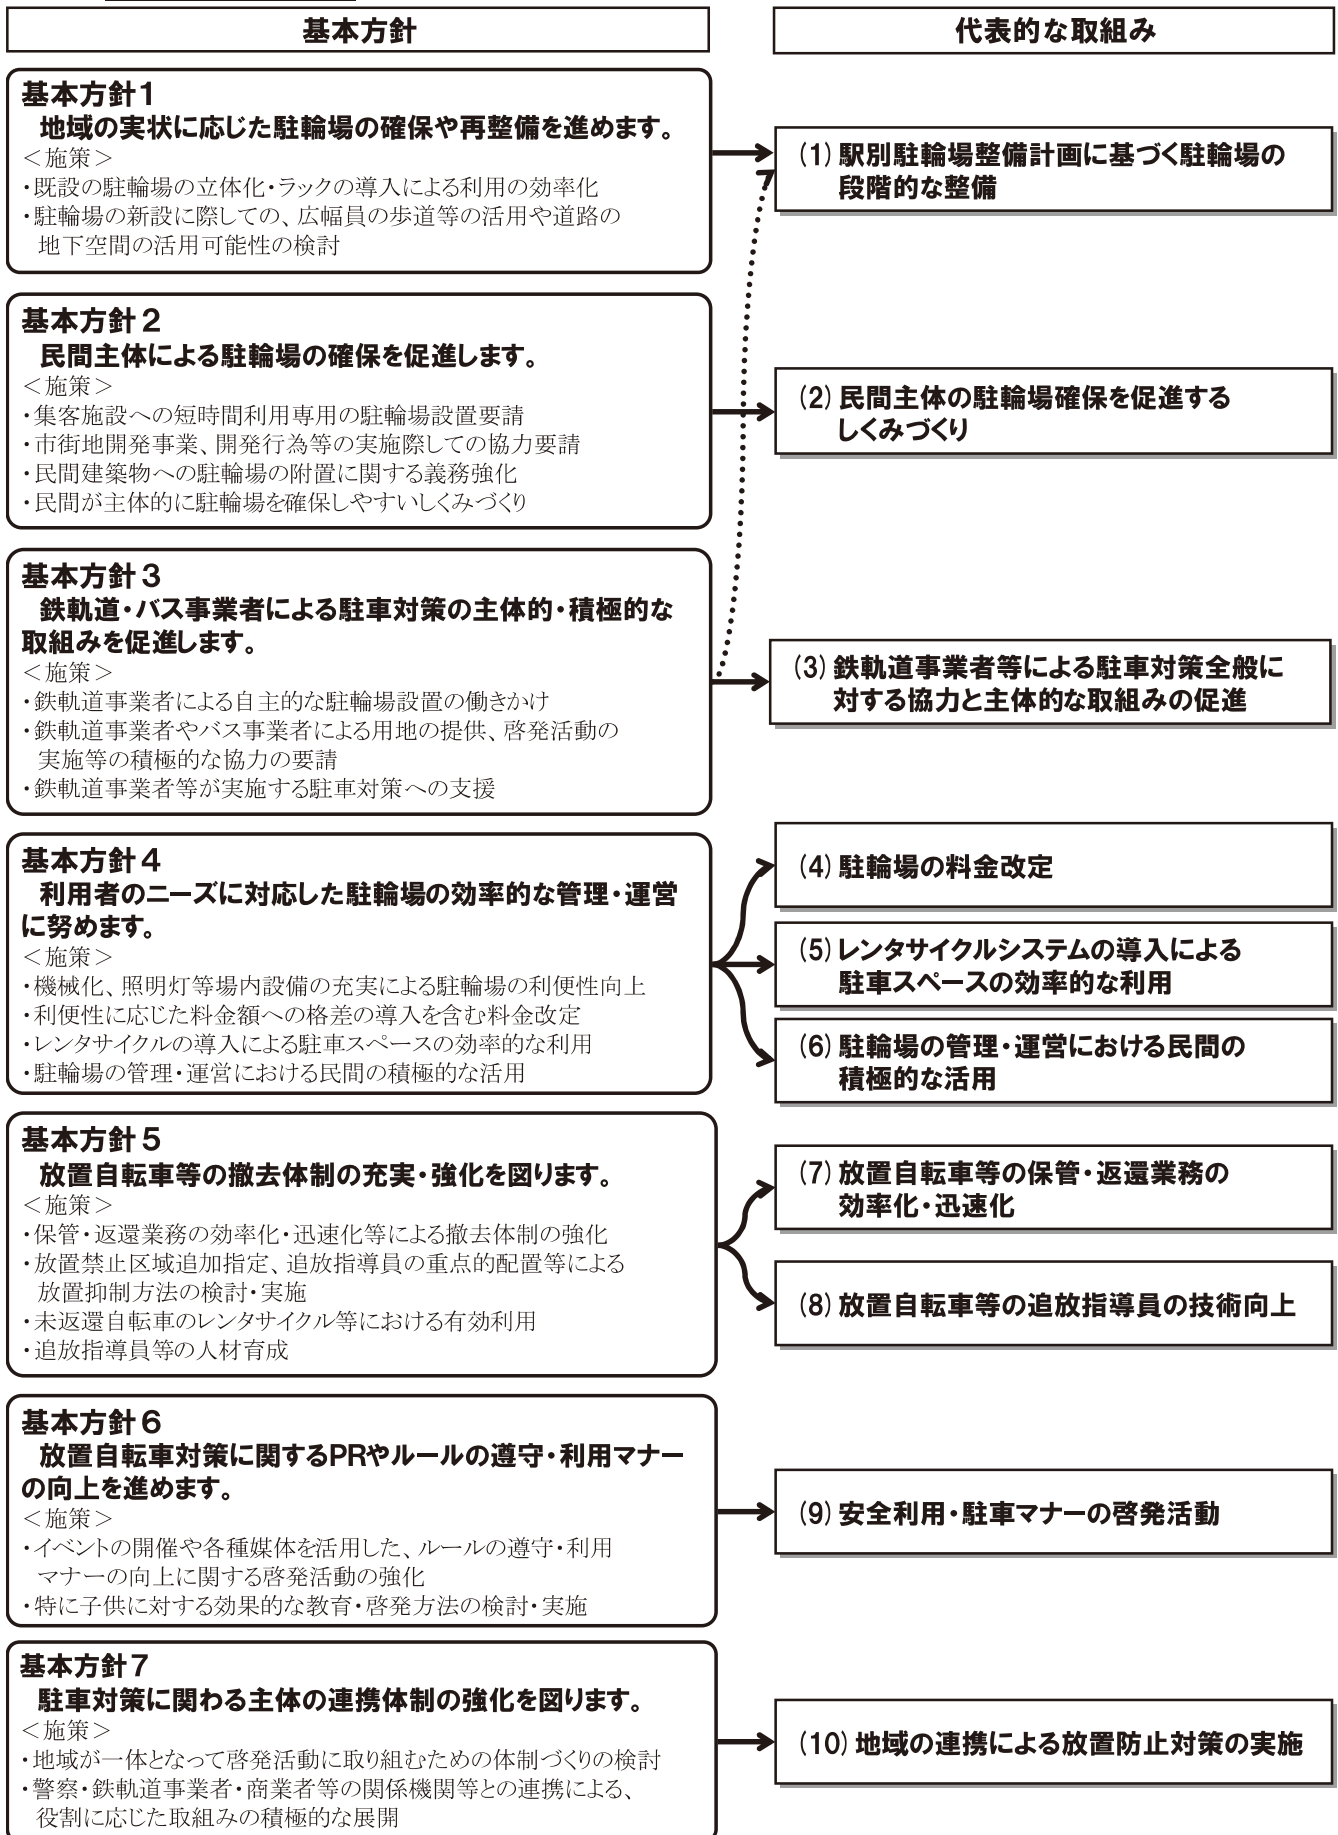 基本方針
代表的な取組み
基本方針1
地域の実状に応じた駐輪場の確保や再整備を進めます。
＜施策＞
・既設の駐輪場の立体化・ラックの導入による利用の効率化
・駐輪場の新設に際しての、広幅員の歩道等の活用や道路の
地下空間の活用可能性の検討
(1) 駅別駐輪場整備計画に基づく駐輪場の
段階的な整備
基本方針2
民間主体による駐輪場の確保を促進します。
＜施策＞
・集客施設への短時間利用専用の駐輪場設置要請
・市街地開発事業、開発行為等の実施際しての協力要請
・民間建築物への駐輪場の附置に関する義務強化
・民間が主体的に駐輪場を確保しやすいしくみづくり
(2) 民間主体の駐輪場確保を促進する
しくみづくり
基本方針3
鉄軌道・バス事業者による駐車対策の主体的・積極的な
取組みを促進します。
＜施策＞
・鉄軌道事業者による自主的な駐輪場設置の働きかけ
・鉄軌道事業者やバス事業者による用地の提供、啓発活動の
実施等の積極的な協力の要請
・鉄軌道事業者等が実施する駐車対策への支援
(3) 鉄軌道事業者等による駐車対策全般に
対する協力と主体的な取組みの促進
基本方針4
利用者のニーズに対応した駐輪場の効率的な管理・運営
に努めます。
＜施策＞
・機械化、照明灯等場内設備の充実による駐輪場の利便性向上
・利便性に応じた料金額への格差の導入を含む料金改定
・レンタサイクルの導入による駐車スペースの効率的な利用
・駐輪場の管理・運営における民間の積極的な活用
(4) 駐輪場の料金改定
(5) レンタサイクルシステムの導入による
駐車スペースの効率的な利用
(6) 駐輪場の管理・運営における民間の
積極的な活用
基本方針5
放置自転車等の撤去体制の充実・強化を図ります。
＜施策＞
・保管・返還業務の効率化・迅速化等による撤去体制の強化
・放置禁止区域追加指定、追放指導員の重点的配置等による
放置抑制方法の検討・実施
・未返還自転車のレンタサイクル等における有効利用
・追放指導員等の人材育成
(7) 放置自転車等の保管・返還業務の
効率化・迅速化
(8) 放置自転車等の追放指導員の技術向上
基本方針6
放置自転車対策に関するPRやルールの遵守・利用マナー
の向上を進めます。
＜施策＞
・イベントの開催や各種媒体を活用した、ルールの遵守・利用
マナーの向上に関する啓発活動の強化
・特に子供に対する効果的な教育・啓発方法の検討・実施
(9) 安全利用・駐車マナーの啓発活動
基本方針7
駐車対策に関わる主体の連携体制の強化を図ります。
＜施策＞
・地域が一体となって啓発活動に取り組むための体制づくりの検討
・警察・鉄軌道事業者・商業者等の関係機関等との連携による、
役割に応じた取組みの積極的な展開
(10) 地域の連携による放置防止対策の実施